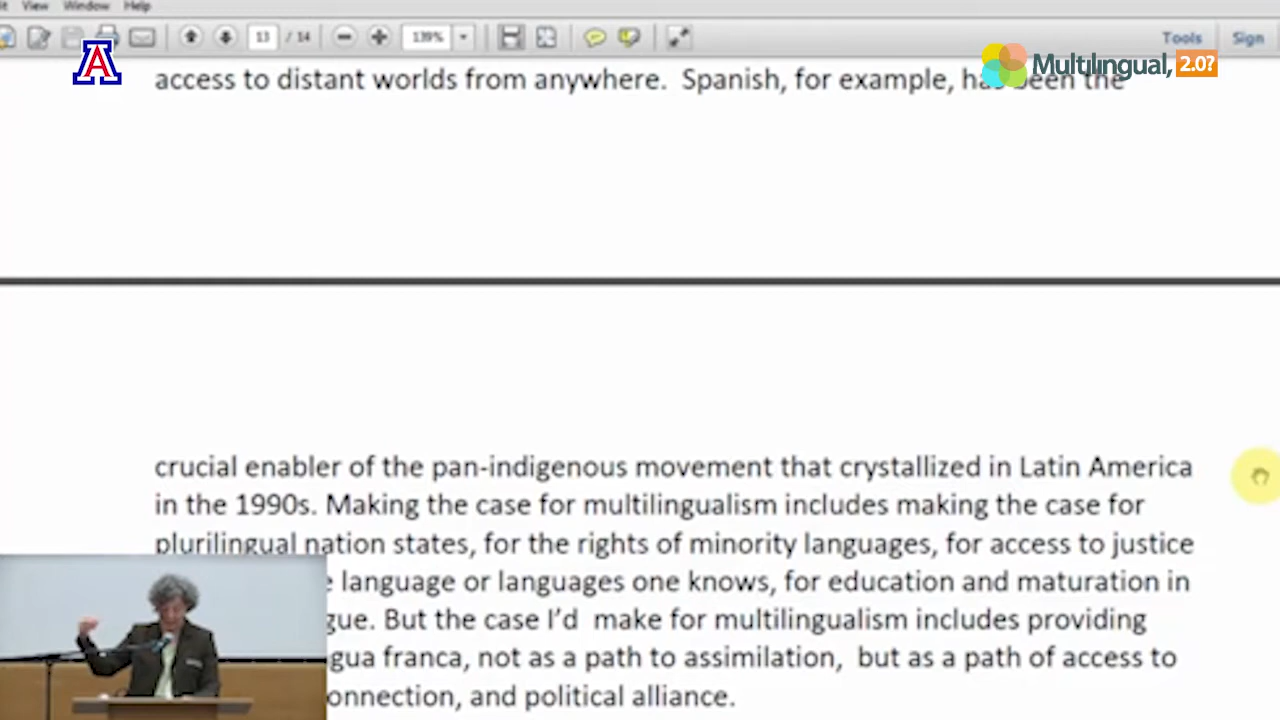 View Window Help
13 / 14 139% Tools Sign
A
Multilingual, 2.0?
access to distant worlds from anywhere. Spanish, for example, has been the
crucial enabler of the pan-indigenous movement that crystallized in Latin America
in the 1990s. Making the case for multilingualism includes making the case for
plurilingual nation states, for the rights of minority languages, for access to justice
language or languages one knows, for education and maturation in
gue. But the case I'd make for multilingualism includes providing
gua franca, not as a path to assimilation, but as a path of access to
onnection, and political alliance.